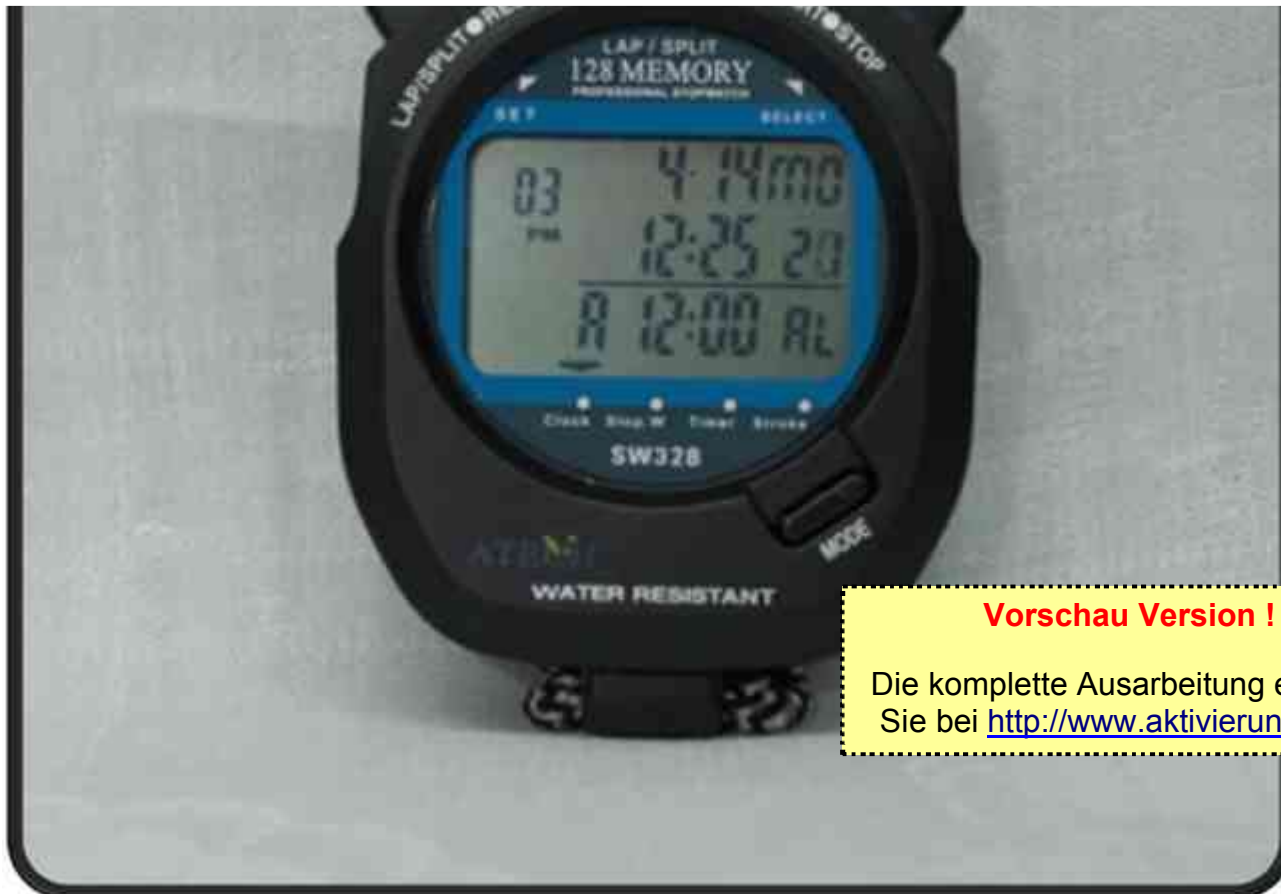 LAP/SPLIT
STOP
LAP / SPLIT
128 MEMORY
PROFESSIONAL STOPWATCH
SET
SELECT
03
4-14 mo
PM
12:25 20
A 12:00 AL
Clock Stop.W Timer Stroke
SW328
MODE
WATER RESISTANT
Vorschau Version !
Die komplette Ausarbeitung e
Sie bei http://www.aktivierun